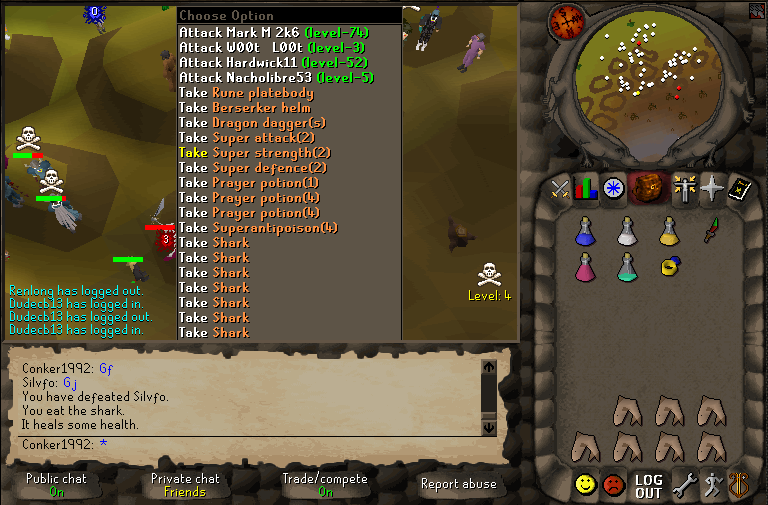 0
Choose Option
Attack Mark M 2k6 (level-74)
Attack W00t L00t (level-3)
Attack Hardwick11 (level-52)
Attack Nacholibre53 (level-5)
Take Rune platebody
Take Berserker helm
Take Dragon dagger(s)
Take Super attack(2)
Take Super strength(2)
Take Super defence(2)
Take Prayer potion(1)
Take Prayer potion(4)
Take Prayer potion(4)
Take Superantipoison(4)
Take Shark
Take Shark
Take Shark
Take Shark
Take Shark
Take Shark
Take Shark
3
Level: 4
Renlong has logged out.
Dudecb13 has logged in.
Dudecb13 has logged out.
Dudecb13 has logged in.
Conker1992: Gf
Silvfo: Gj
You have defeated Silvfo.
You eat the shark.
It heals some health.
Conker1992: *
Public chat
On
Private chat
Friends
Trade/compete
On
Report abuse
LOG
OUT